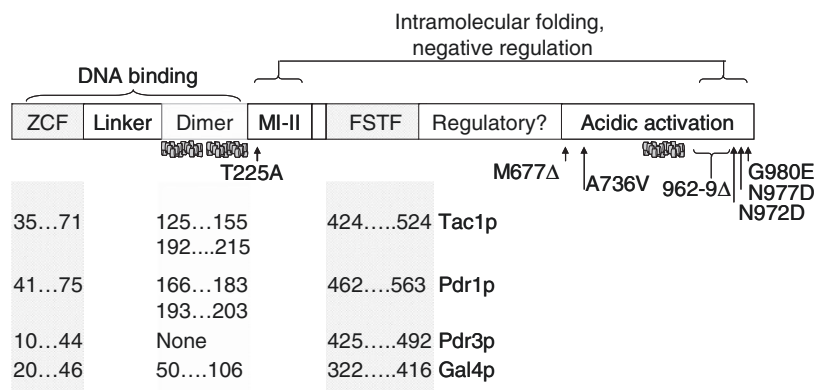 Intramolecular folding,
negative regulation
DNA binding
ZCF Linker Dimer MI-II FSTF Regulatory? Acidic activation
T225A M677Δ A736V 962-9Δ G980E
N977D
N972D
35...71 125...155 424.....524 Tac1p
192....215
41...75 166...183 462....563 Pdr1p
193...203
10...44 None 425.....492 Pdr3p
20...46 50....106 322.....416 Gal4p